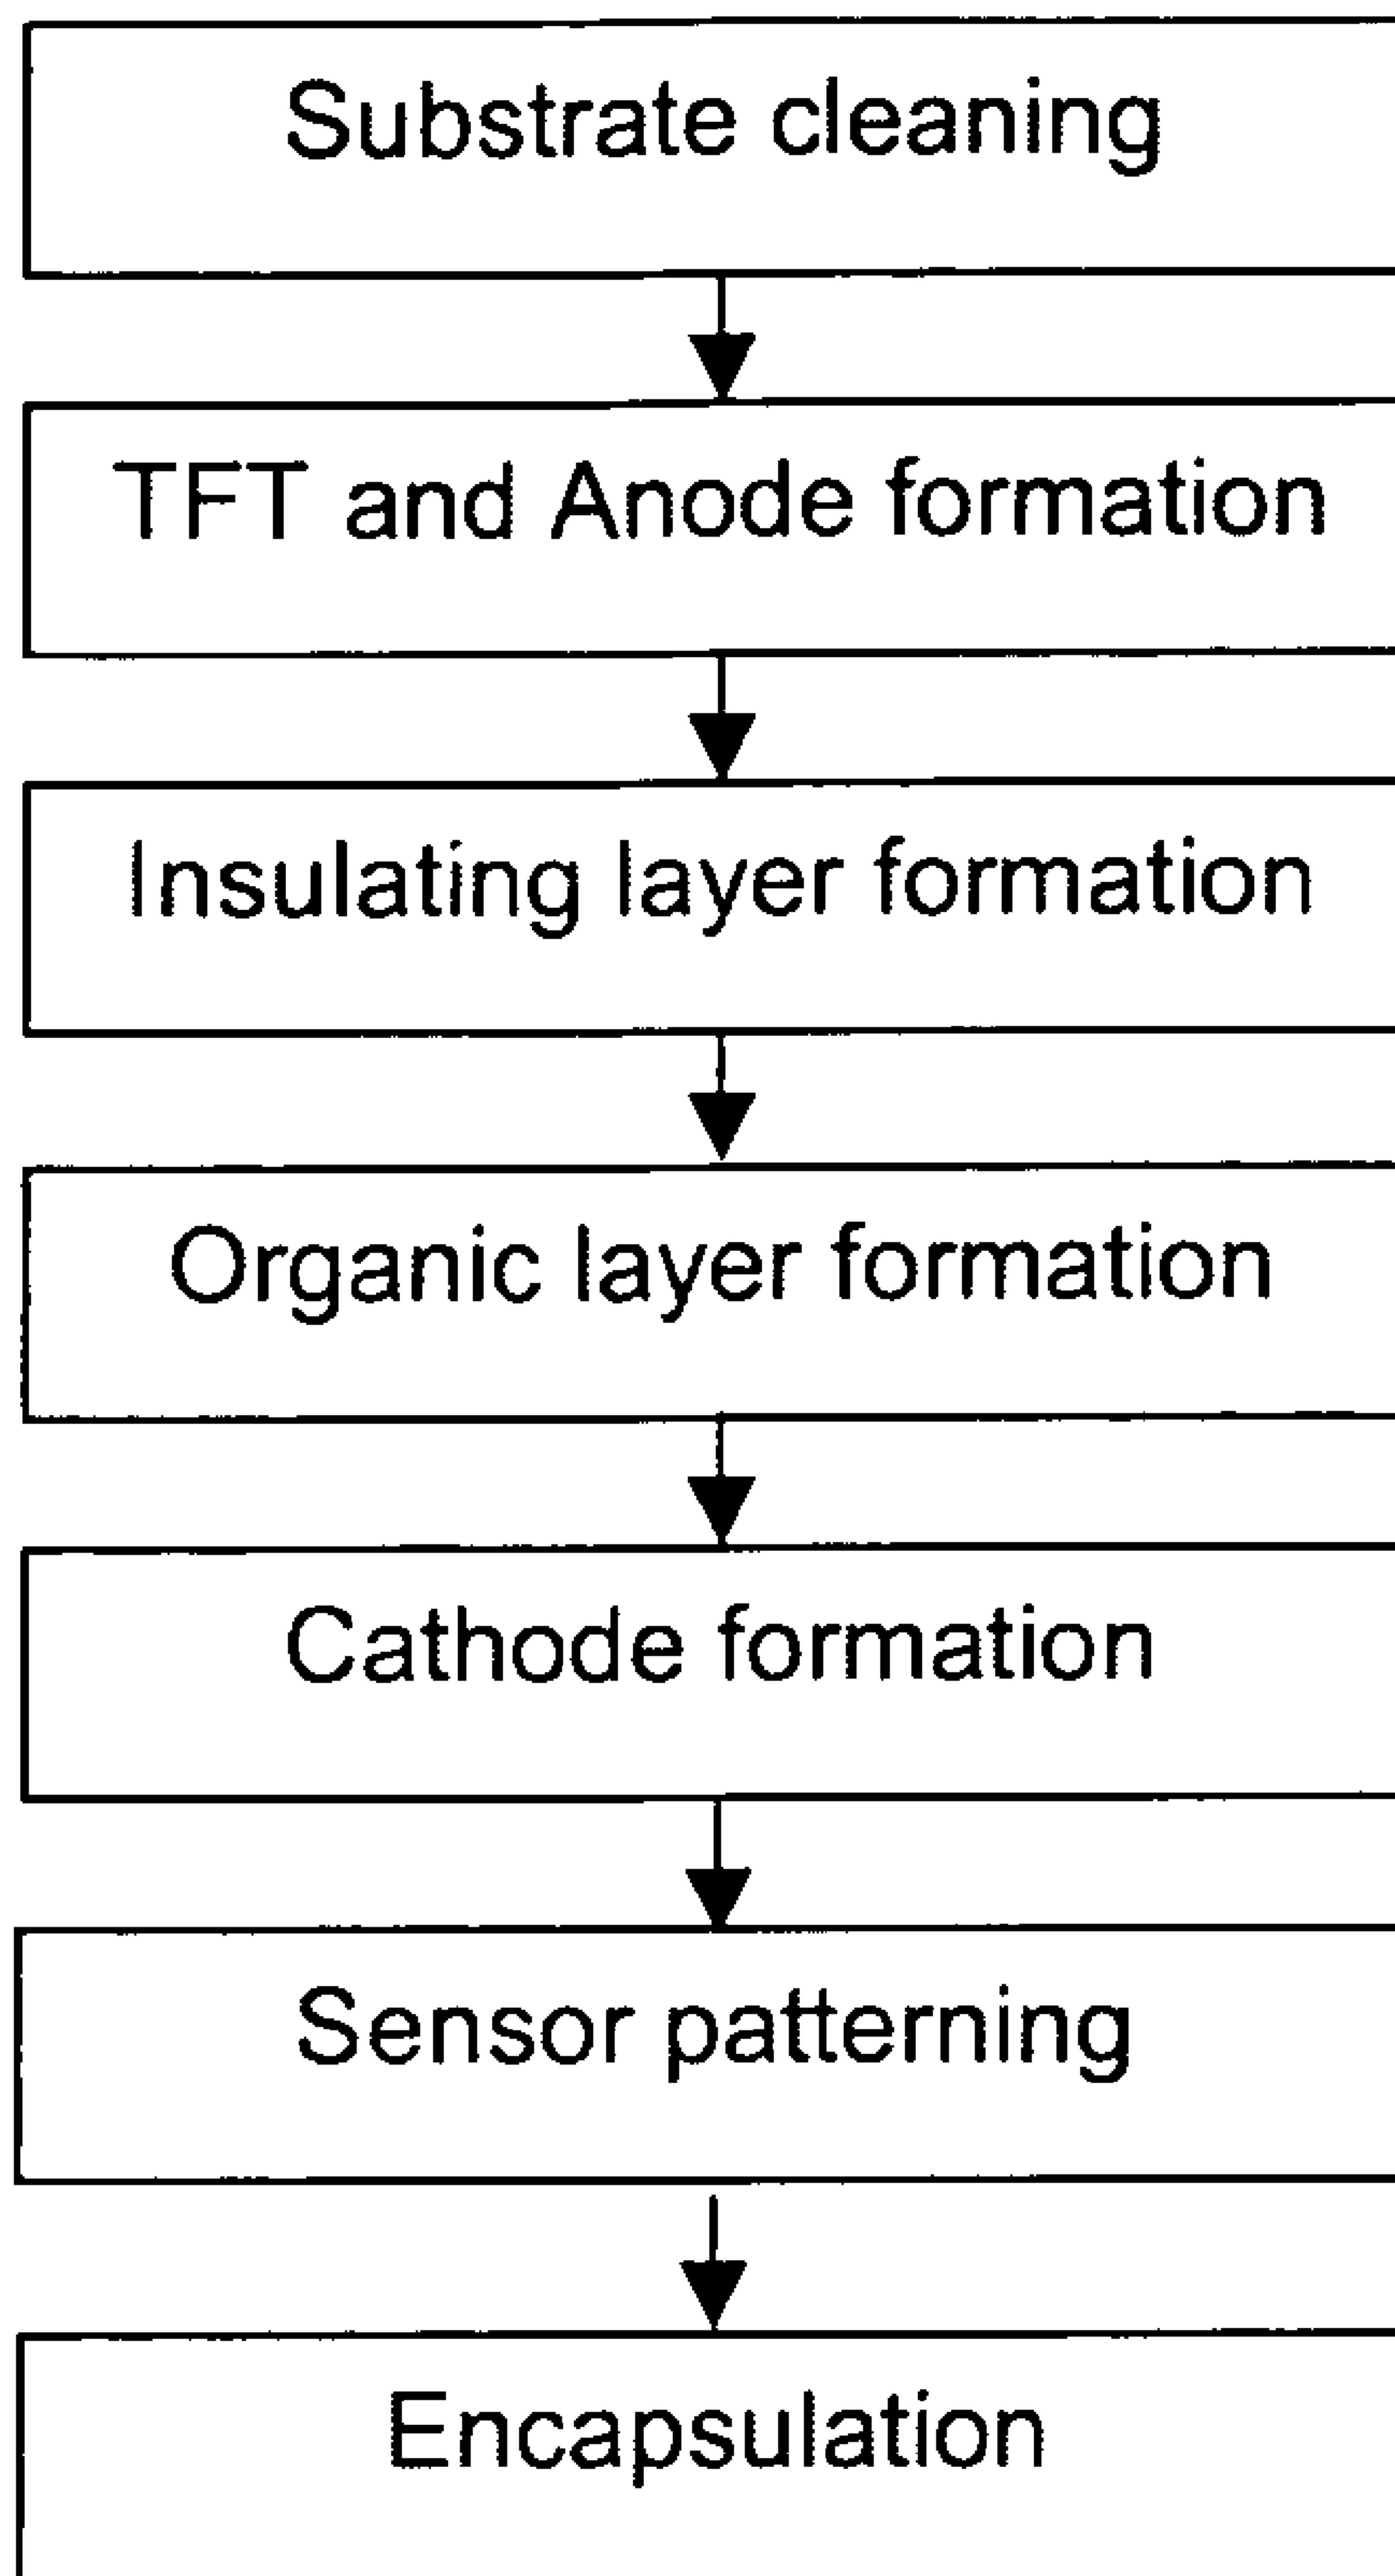 Substrate cleaning
TFT and Anode formation
Insulating layer formation
Organic layer formation
Cathode formation
Sensor patterning
Encapsulation